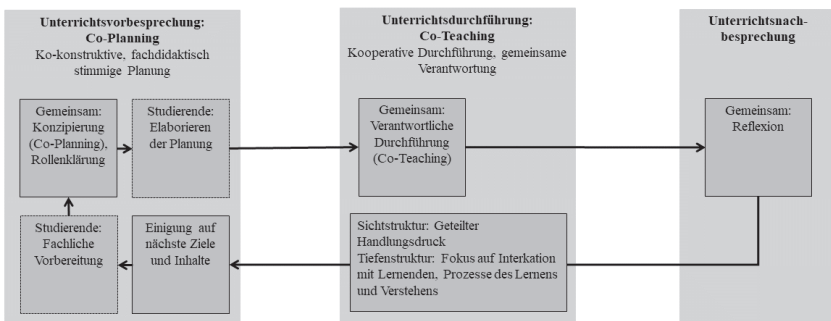 Unterrichtsvorbesprechung:
Co-Planning
Ko-konstruktive, fachdidaktisch
stimmige Planung
Gemeinsam:
Konzipierung
(Co-Planning),
Rollenklärung
Studierende:
Elaborieren
der Planung
Studierende:
Fachliche
Vorbereitung
Einigung auf
nächste Ziele
und Inhalte
Unterrichtsdurchführung:
Co-Teaching
Kooperative Durchführung, gemeinsame
Verantwortung
Gemeinsam:
Verantwortliche
Durchführung
(Co-Teaching)
Sichtstruktur: Geteilter
Handlungsdruck
Tiefenstruktur: Fokus auf Interkation
mit Lernenden, Prozesse des Lernens
und Verstehens
Unterrichtsnach-
besprechung
Gemeinsam:
Reflexion